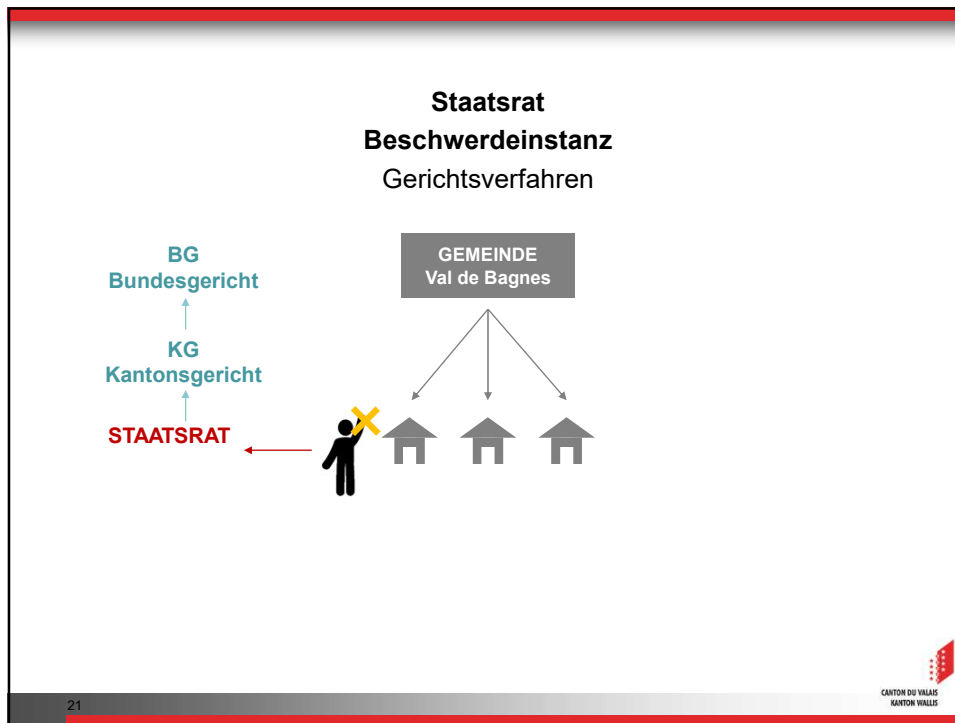 Staatsrat
Beschwerdeinstanz
Gerichtsverfahren
BG
Bundesgericht
KG
Kantonsgericht
STAATSRAT
GEMEINDE
Val de Bagnes
21
CANTON DU VALAIS
KANTON WALLIS